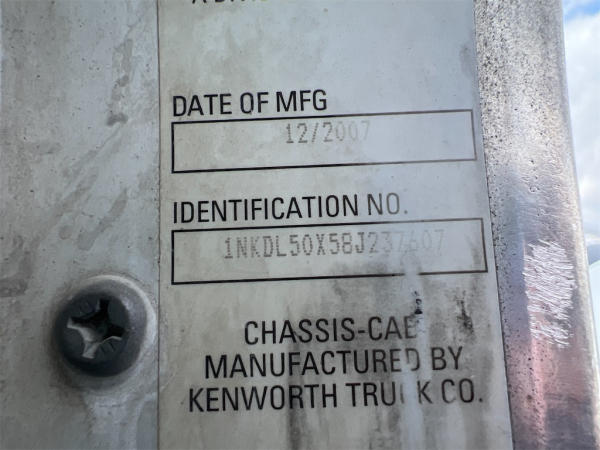 DATE OF MFG
12/2007
IDENTIFICATION NO.
1NKDL50X58J237607
CHASSIS-CAB
MANUFACTURED BY
KENWORTH TRUCK CO.